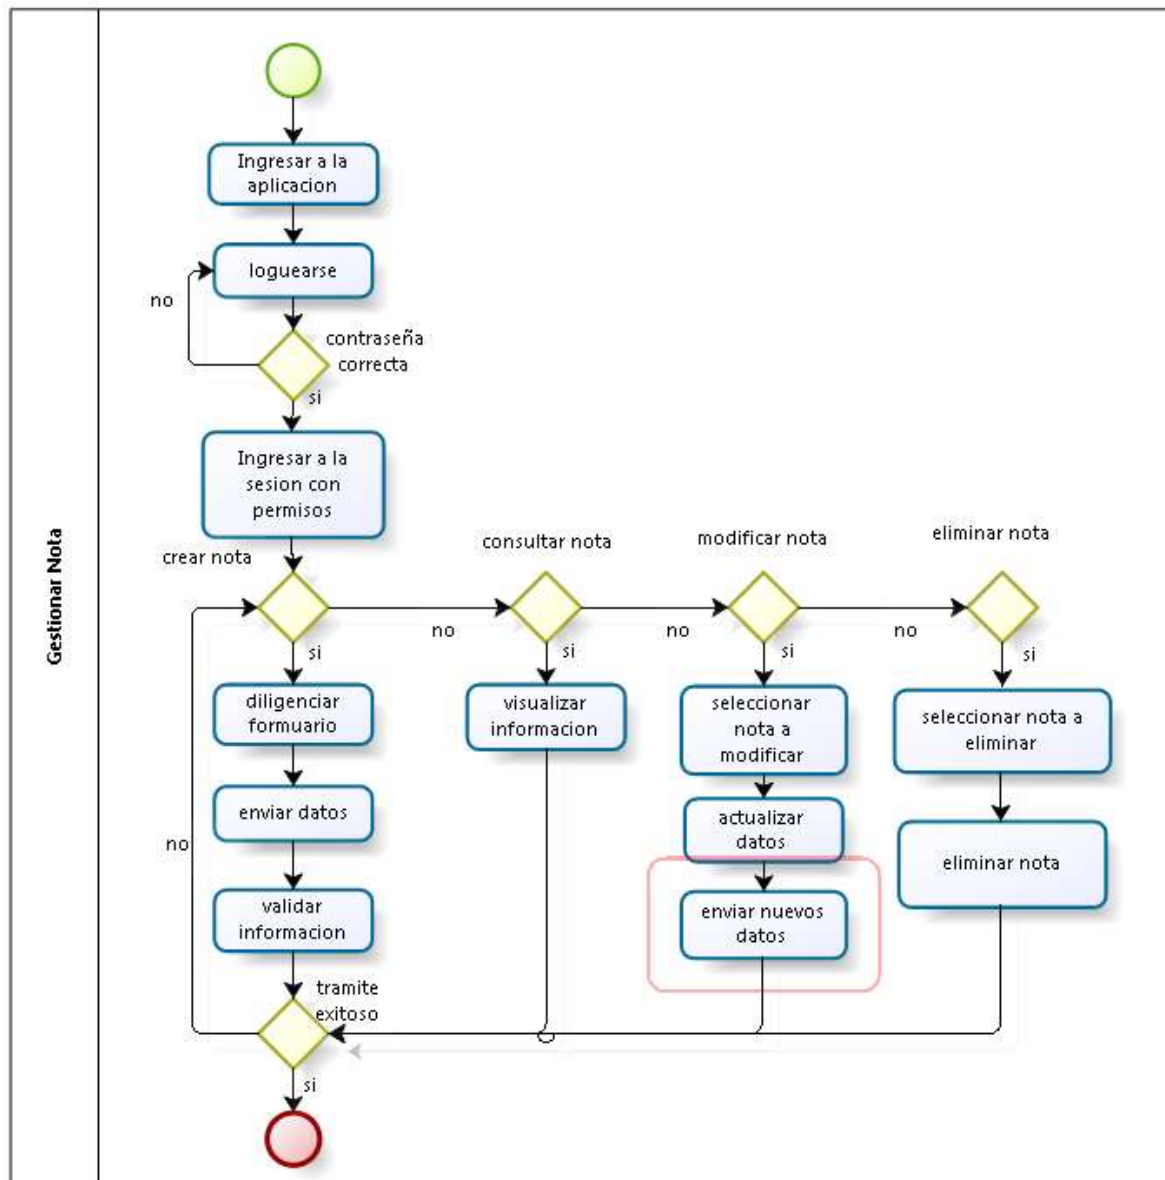 Gestionar Nota
Ingresar a la
aplicacion
loguearse
no
contraseña
correcta
si
Ingresar a la
sesion con
permisos
crear nota
consultar nota
modificar nota
eliminar nota
no
no
no
si
si
si
si
diligenciar
formuario
visualizar
informacion
seleccionar
nota a
modificar
seleccionar nota a
eliminar
enviar datos
actualizar
datos
no
eliminar nota
validar
informacion
enviar nuevos
datos
tramite
exitoso
si